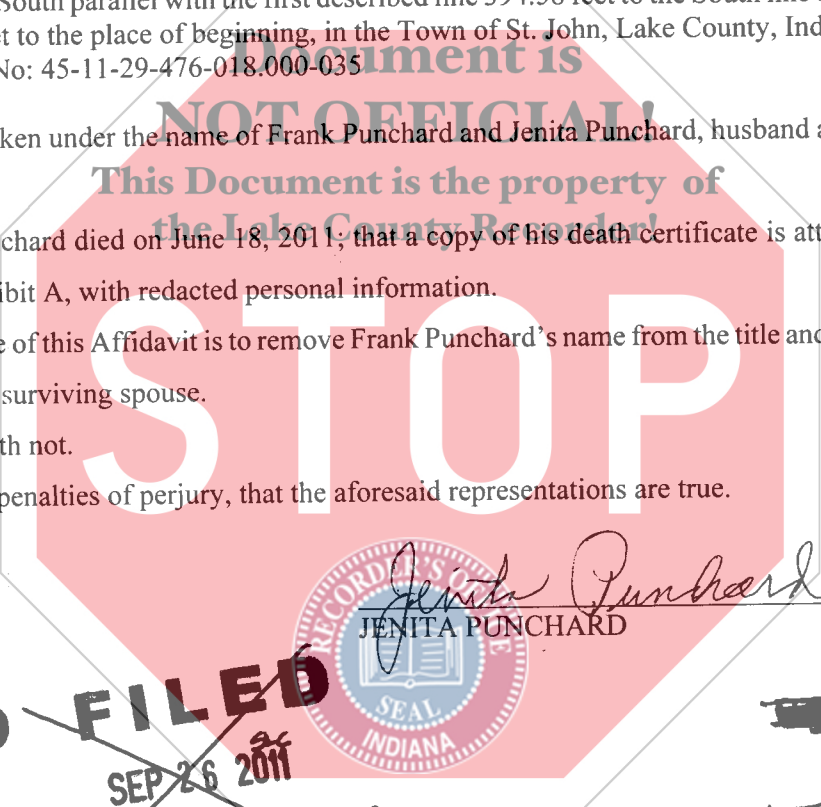 South parallel with the first described line 394.58 feet to the South line
t to the place of beginning, in the Town of St. John, Lake County, Ind
No: 45-11-29-476-018.000-035
Document is
NOT OFFICIAL!
ken under the name of Frank Punchard and Jenita Punchard, husband a
This Document is the property of
the Lake County Recorder!
chard died on June 18, 2011; that a copy of his death certificate is att
ibit A, with redacted personal information.
e of this Affidavit is to remove Frank Punchard's name from the title and
surviving spouse.
th not.
penalties of perjury, that the aforesaid representations are true.
STOP
Jenita Punchard
JENITA PUNCHARD
RECORDER'S OFFICE
SEAL
INDIANA
FILED
SEP 26 2011